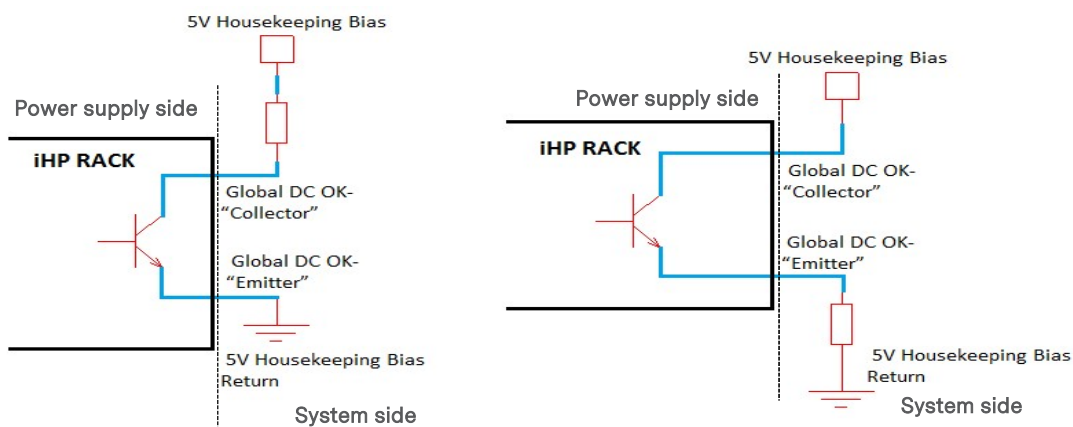 5V Housekeeping Bias
Power supply side
iHP RACK
Global DC OK-
“Collector”
Global DC OK-
“Emitter”
5V Housekeeping Bias
Return
System side
5V Housekeeping Bias
Power supply side
iHP RACK
Global DC OK-
“Collector”
Global DC OK-
“Emitter”
5V Housekeeping Bias
Return
System side